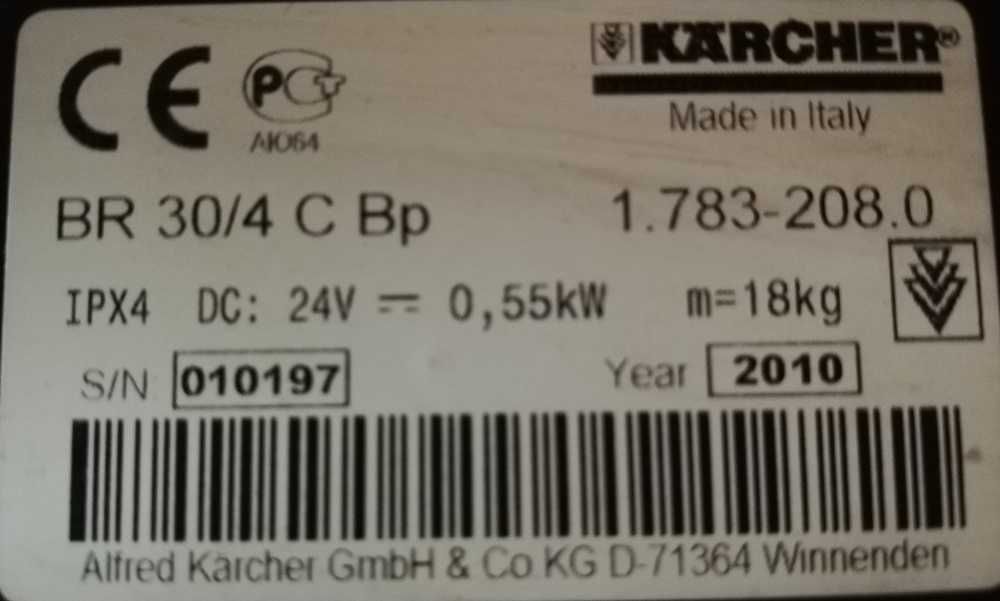 CE PCT KÄRCHER®
АЮ64 Made in Italy
BR 30/4 C Bp 1.783-208.0
IPX4 DC: 24V ⎓ 0,55kW m=18kg
S/N 010197 Year 2010
Alfred Kärcher GmbH & Co KG D-71364 Winnenden